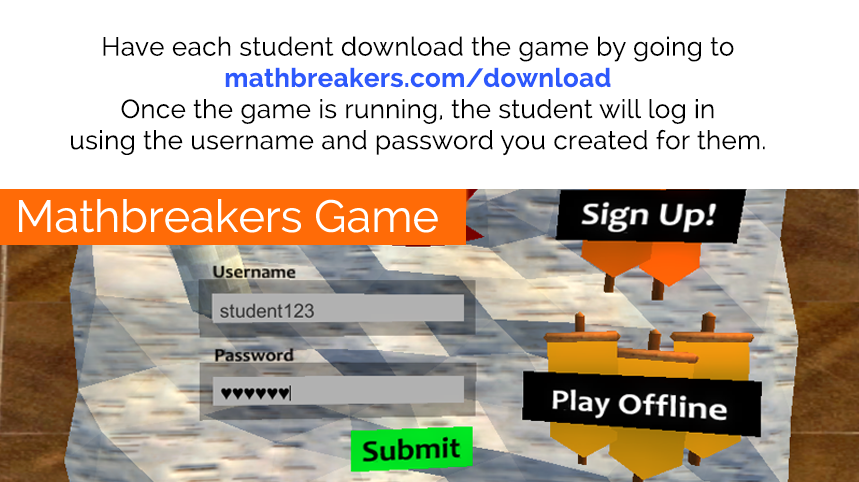 Have each student download the game by going to
mathbreakers.com/download
Once the game is running, the student will log in
using the username and password you created for them.
Mathbreakers Game
Sign Up!
Username
student123
Password
♥♥♥♥♥♥
Play Offline
Submit